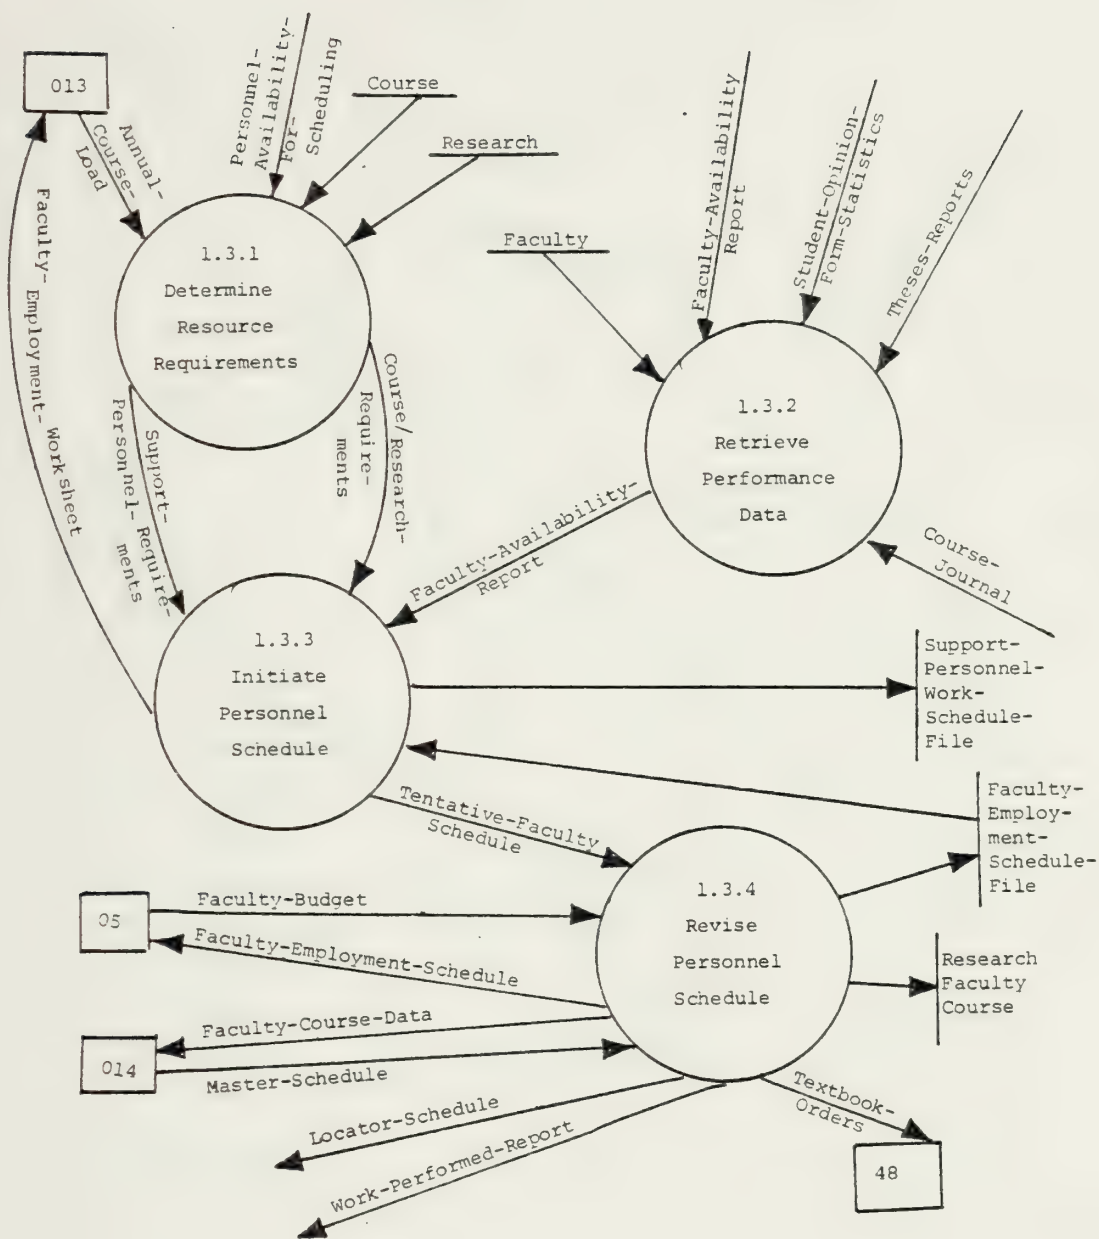 013
Annual-
Course-
Load
Personnel-
Availability-
For-
Scheduling
Course
Research
Faculty-Availability
Report
Student-Opinion-
Form-Statistics
Theses-Reports
Faculty
1.3.1
Determine
Resource
Requirements
1.3.2
Retrieve
Performance
Data
Faculty-Employment-Worksheet
Support-
Personnel-Require-
ments
Course/Research-
Require-
ments
Faculty-Availability-
Report
Course-
Journal
1.3.3
Initiate
Personnel
Schedule
Support-
Personnel-
Work-
Schedule-
File
Faculty-
Employ-
ment-
Schedule-
File
Tentative-Faculty
Schedule
1.3.4
Revise
Personnel
Schedule
05
Faculty-Budget
Faculty-Employment-Schedule
Research
Faculty
Course
014
Faculty-Course-Data
Master-Schedule
Locator-Schedule
Work-Performed-Report
Textbook-
Orders
48